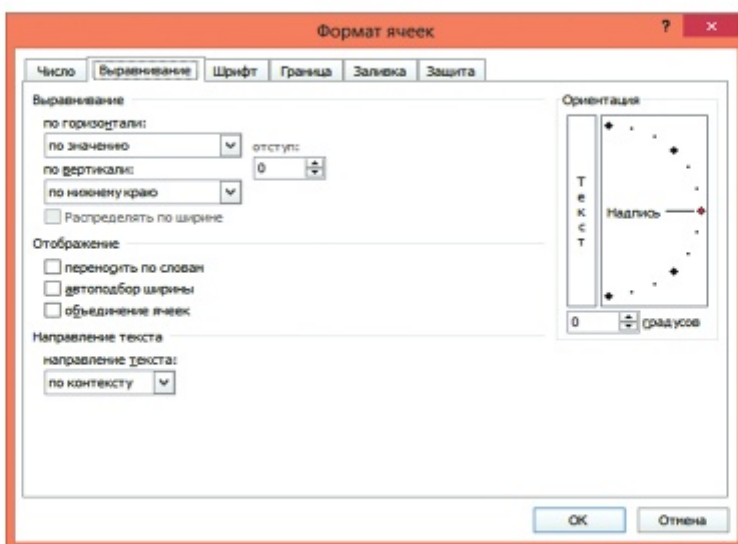 Формат ячеек
?
×
Число Выравнивание Шрифт Граница Заливка Защита
Выравнивание
по горизонтали:
по значению
отступ:
0
по вертикали:
по нижнему краю
Распределять по ширине
Отображение
переносить по словам
автоподбор ширины
объединение ячеек
Направление текста
направление текста:
по контексту
Ориентация
Текст
Надпись
0 градусов
OK Отмена